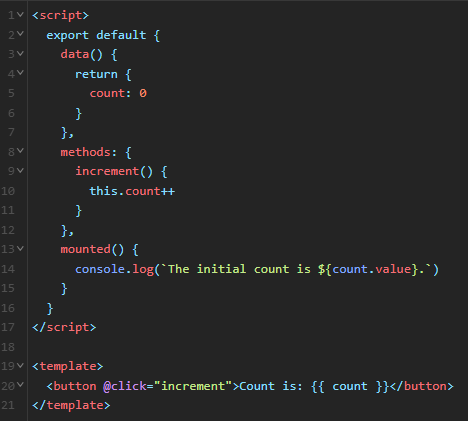 1 <script>
2   export default {
3     data() {
4       return {
5         count: 0
6       }
7     },
8     methods: {
9       increment() {
10         this.count++
11       }
12     },
13     mounted() {
14       console.log(`The initial count is ${count.value}.`)
15     }
16   }
17 </script>
18
19 <template>
20   <button @click="increment">Count is: {{ count }}</button>
21 </template>